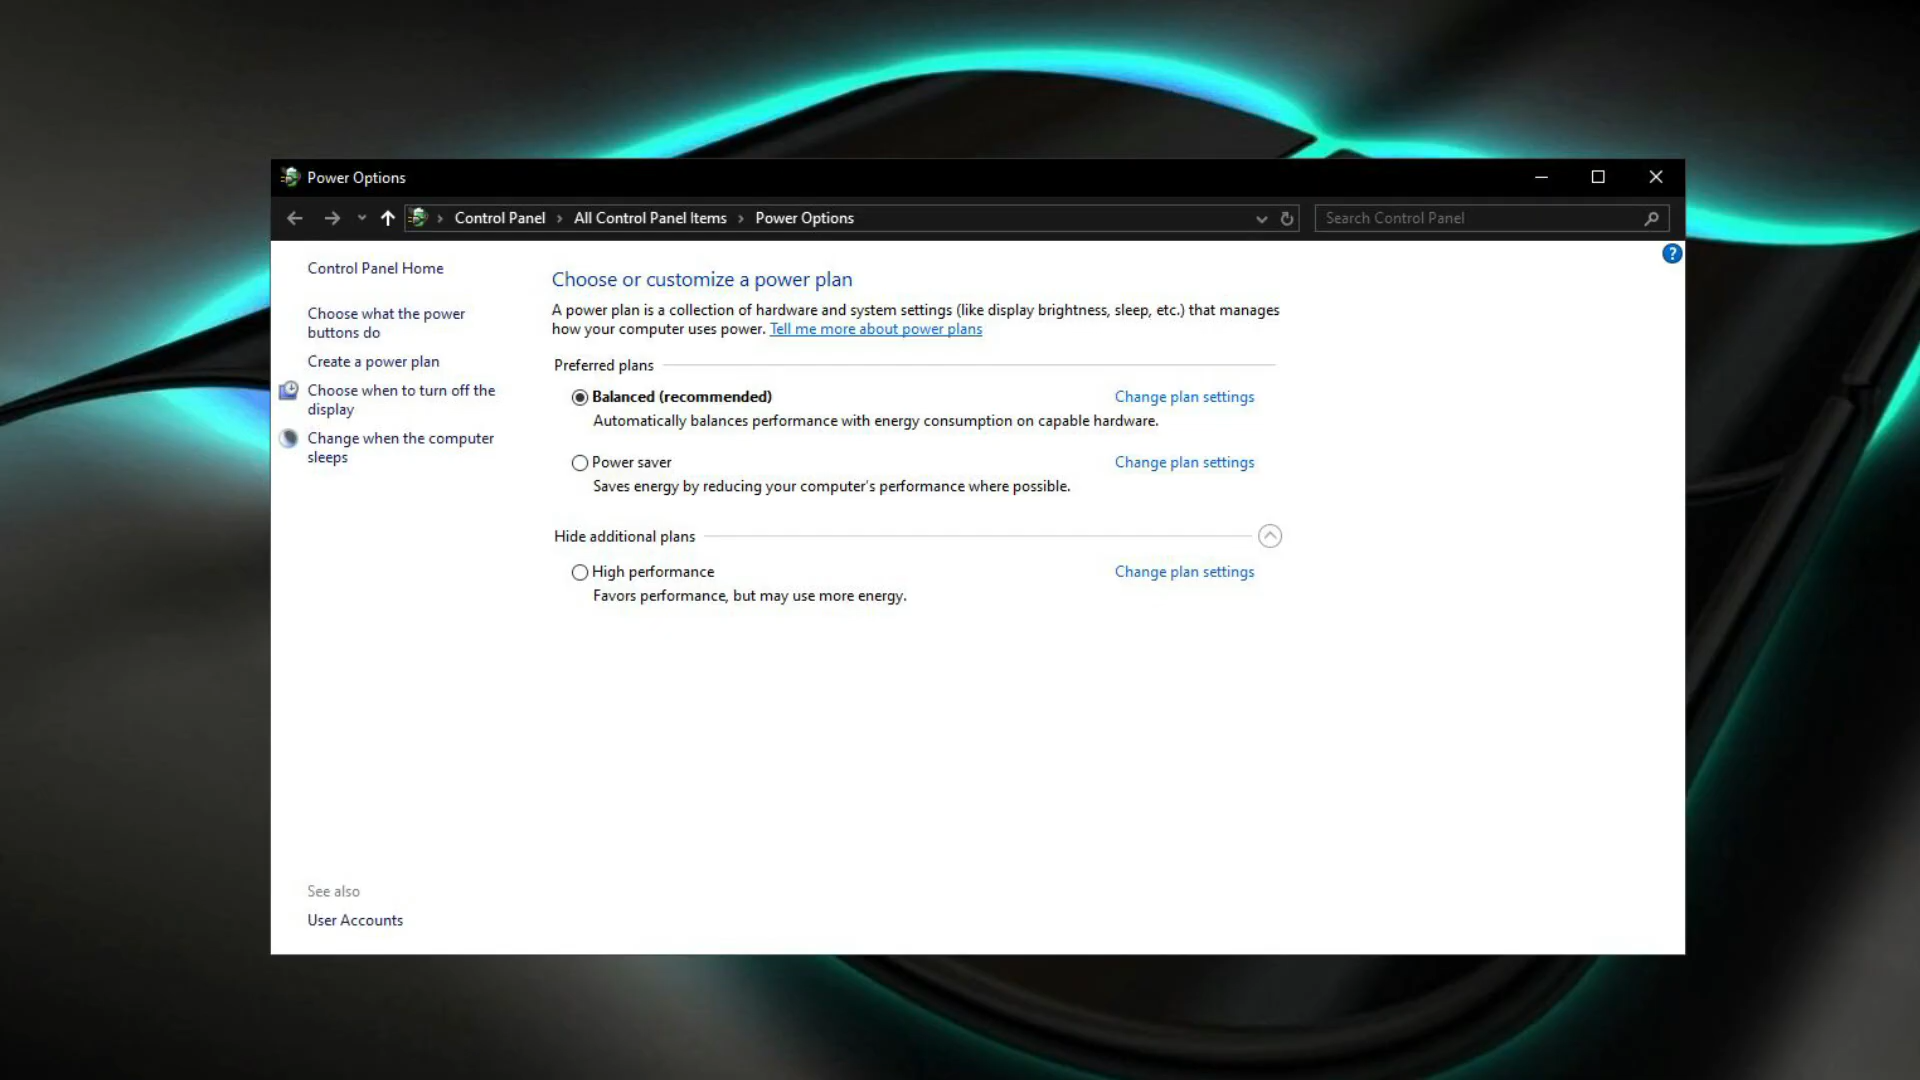 Power Options
Control Panel
All Control Panel Items
Power Options
Search Control Panel
?
Control Panel Home
Choose what the power
buttons do
Create a power plan
Choose when to turn off the
display
Change when the computer
sleeps
Choose or customize a power plan
A power plan is a collection of hardware and system settings (like display brightness, sleep, etc.) that manages
how your computer uses power. Tell me more about power plans
Preferred plans
Balanced (recommended) Change plan settings
Automatically balances performance with energy consumption on capable hardware.
Power saver Change plan settings
Saves energy by reducing your computer's performance where possible.
Hide additional plans
High performance Change plan settings
Favors performance, but may use more energy.
See also
User Accounts